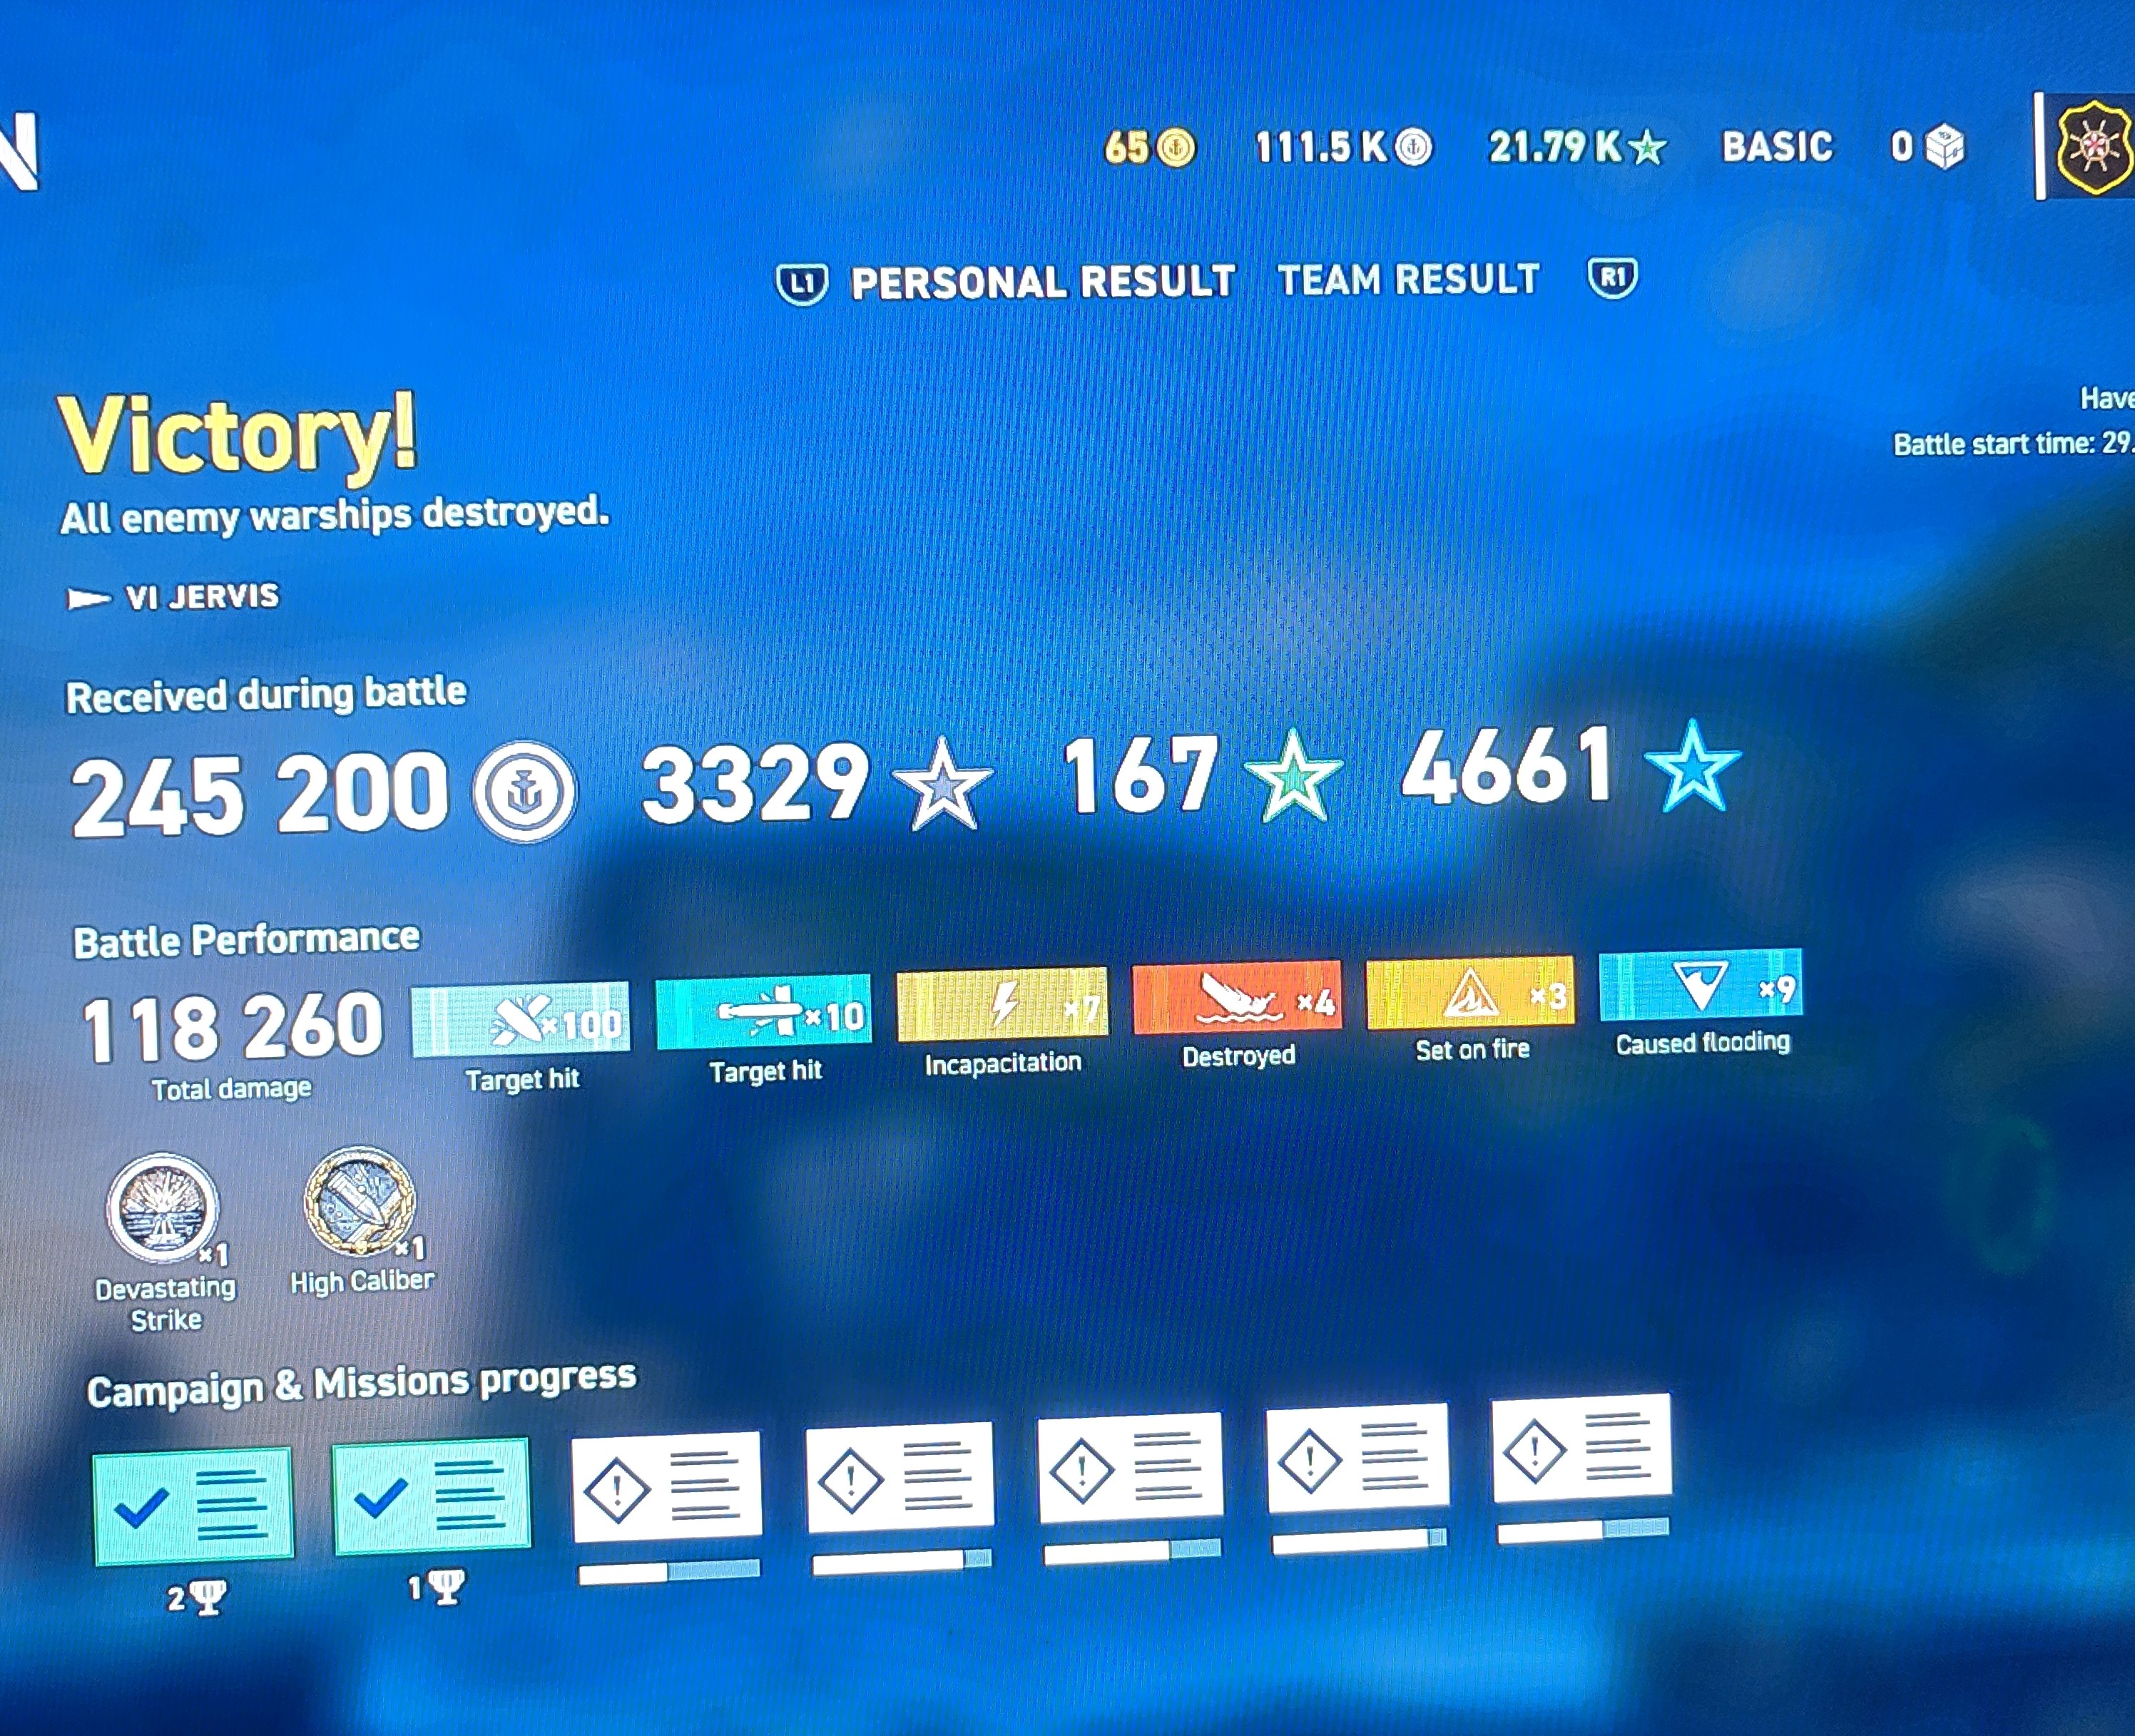 N
65 111.5 K 21.79 K BASIC 0
L1 PERSONAL RESULT TEAM RESULT R1
Have
Battle start time: 29.
Victory!
All enemy warships destroyed.
VI JERVIS
Received during battle
245 200 3329 167 4661
Battle Performance
118 260 ×100 ×10 ×7 ×4 ×3 ×9
Total damage Target hit Target hit Incapacitation Destroyed Set on fire Caused flooding
×1 ×1
Devastating Strike High Caliber
Campaign & Missions progress
2 1